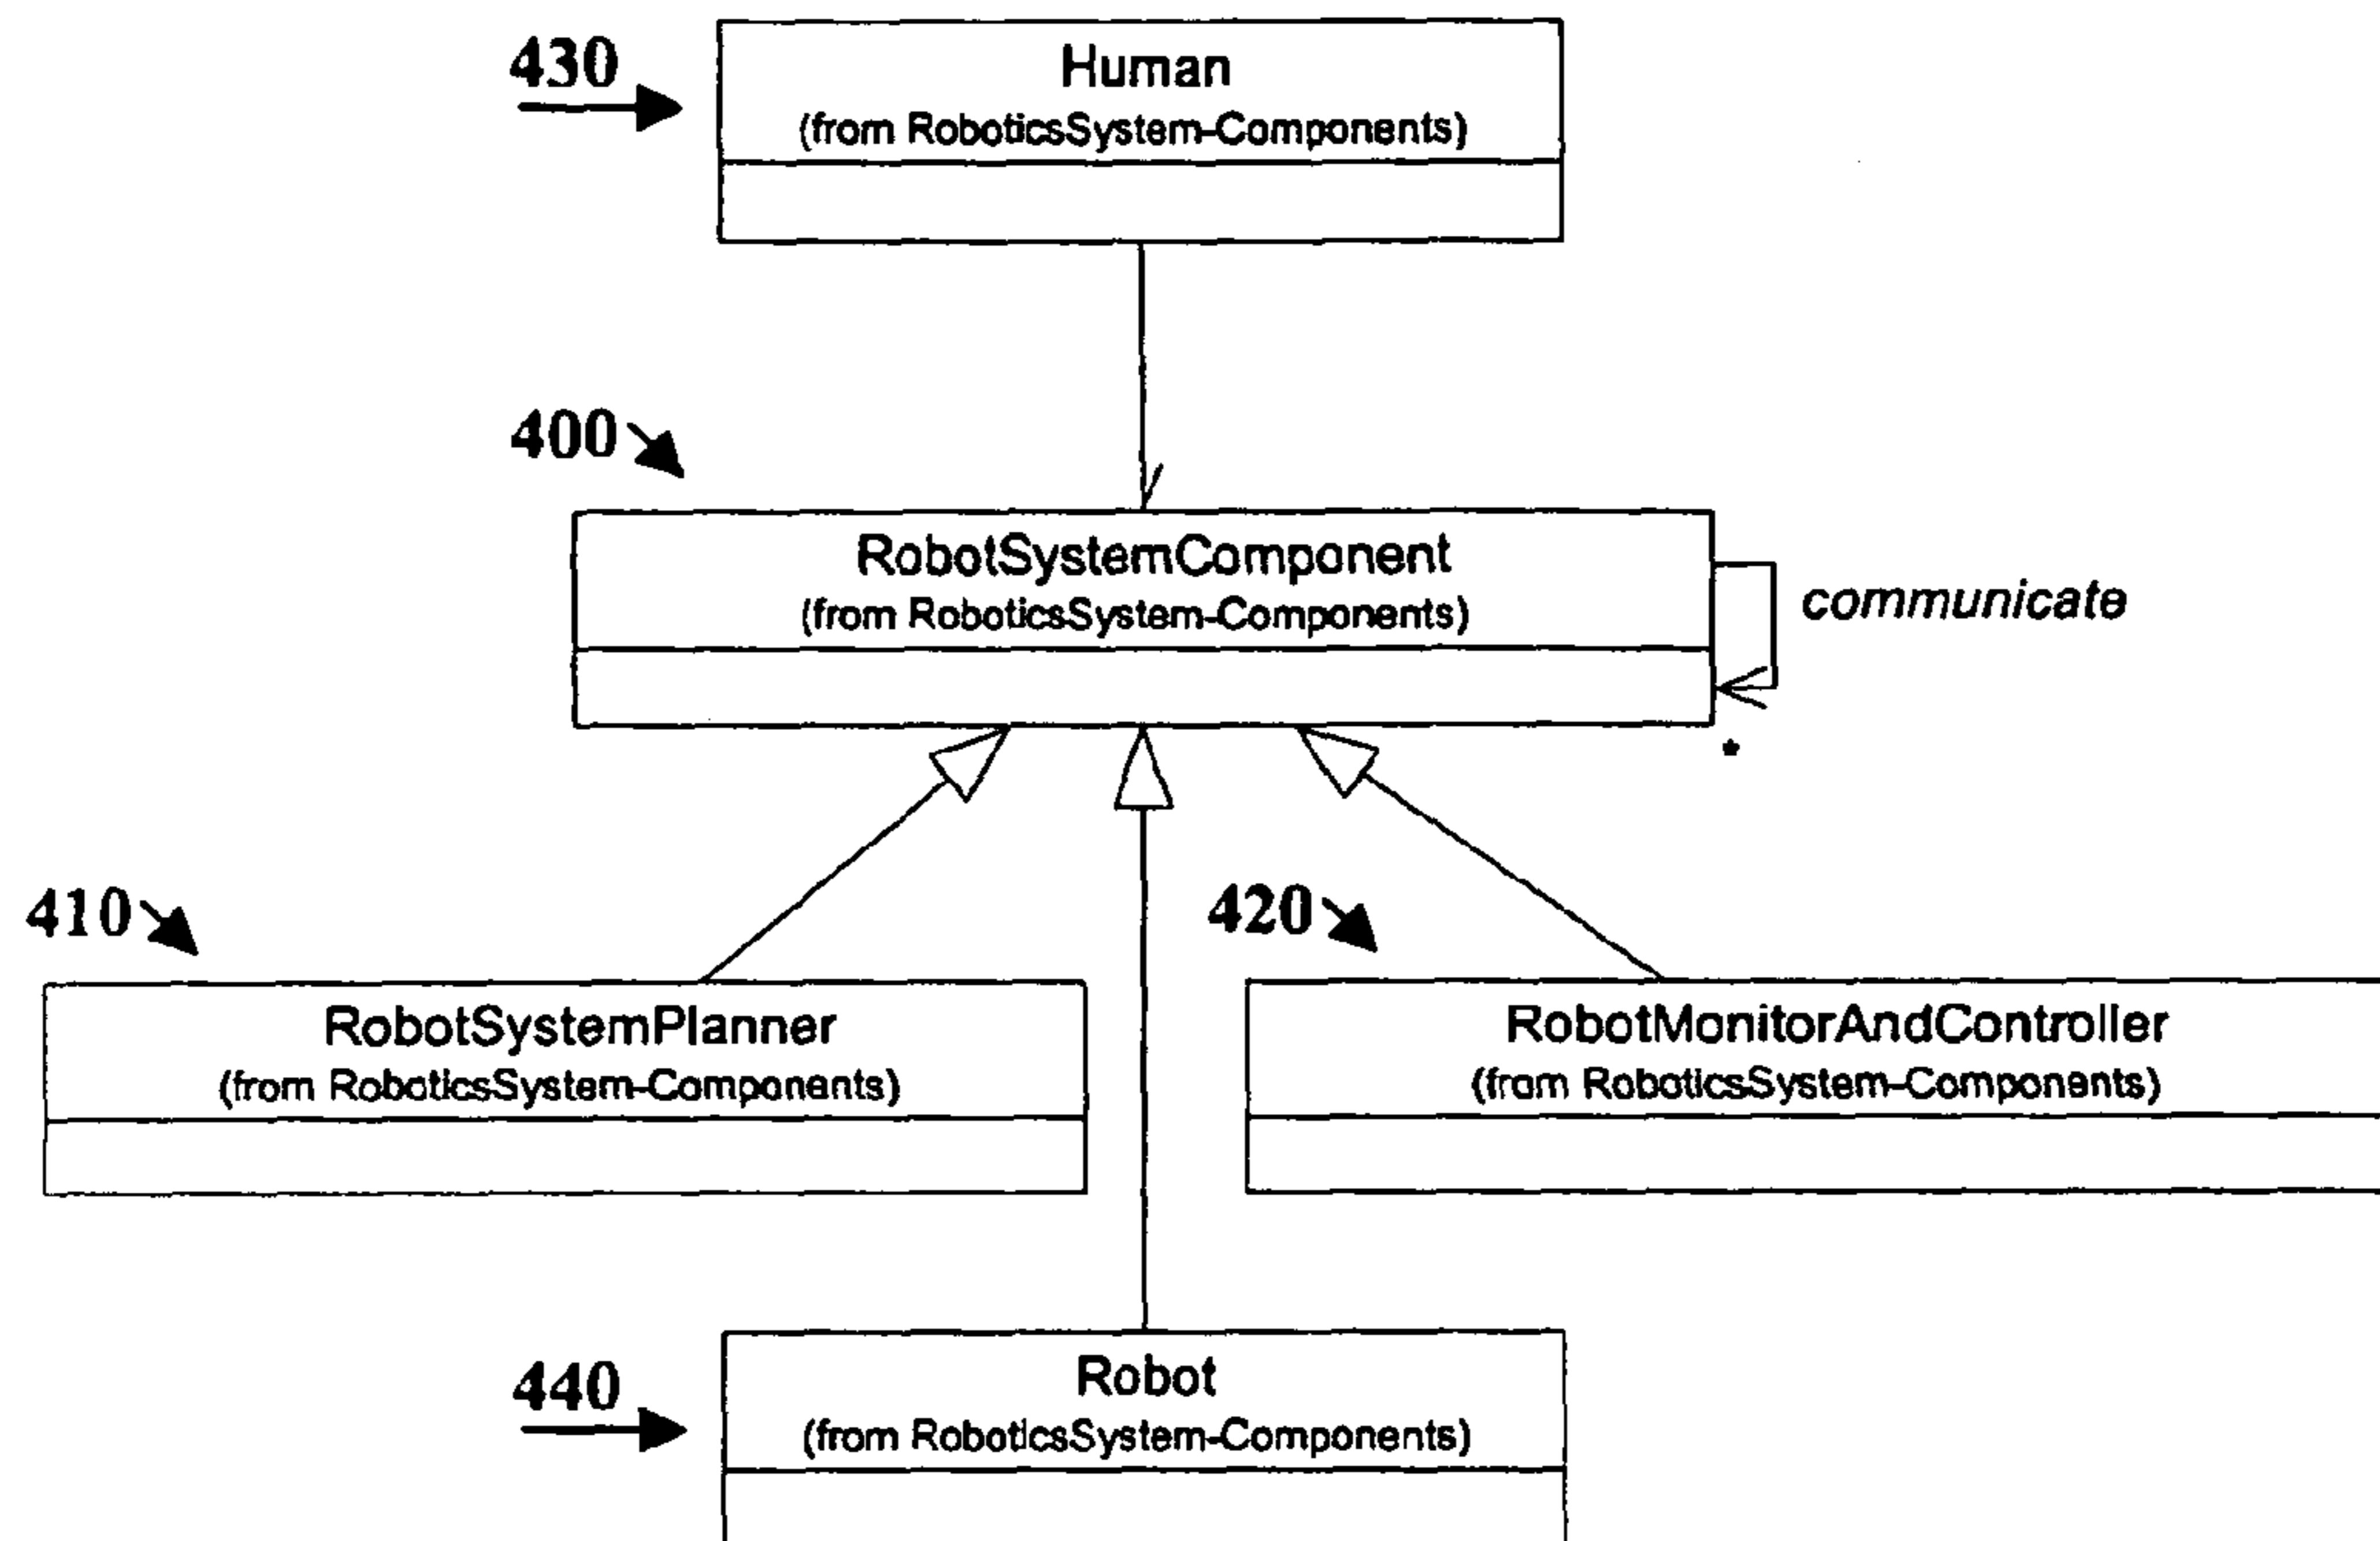 430
Human
(from RoboticsSystem-Components)
400
RobotSystemComponent
(from RoboticsSystem-Components)
communicate
*
410
420
RobotSystemPlanner
(from RoboticsSystem-Components)
RobotMonitorAndController
(from RoboticsSystem-Components)
440
Robot
(from RoboticsSystem-Components)